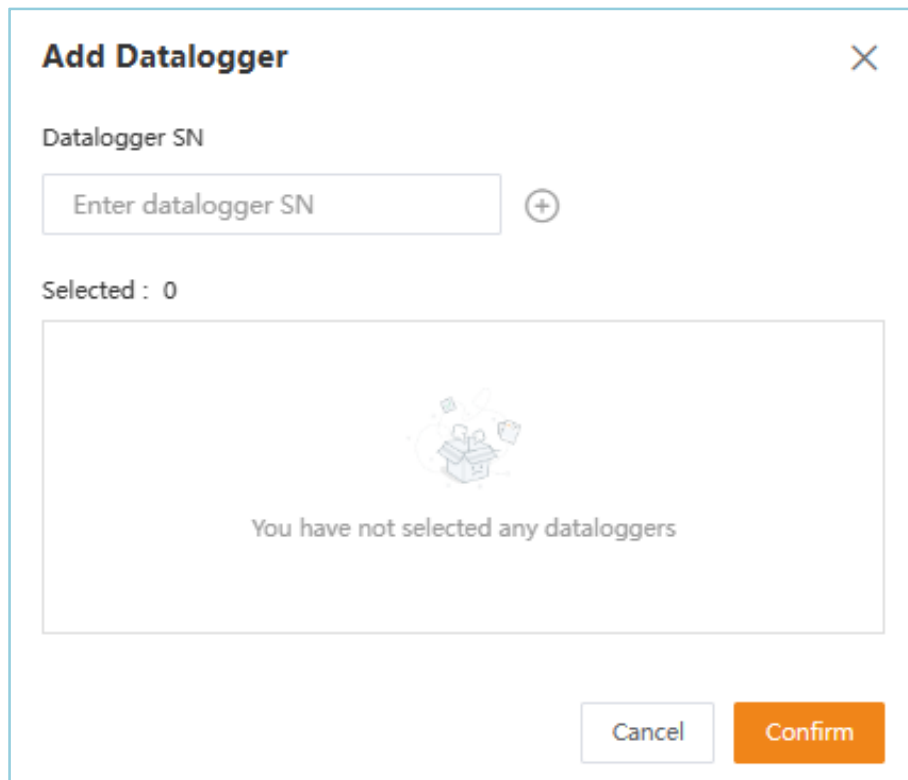 Add Datalogger
Datalogger SN
Enter datalogger SN
Selected : 0
You have not selected any dataloggers
Cancel
Confirm